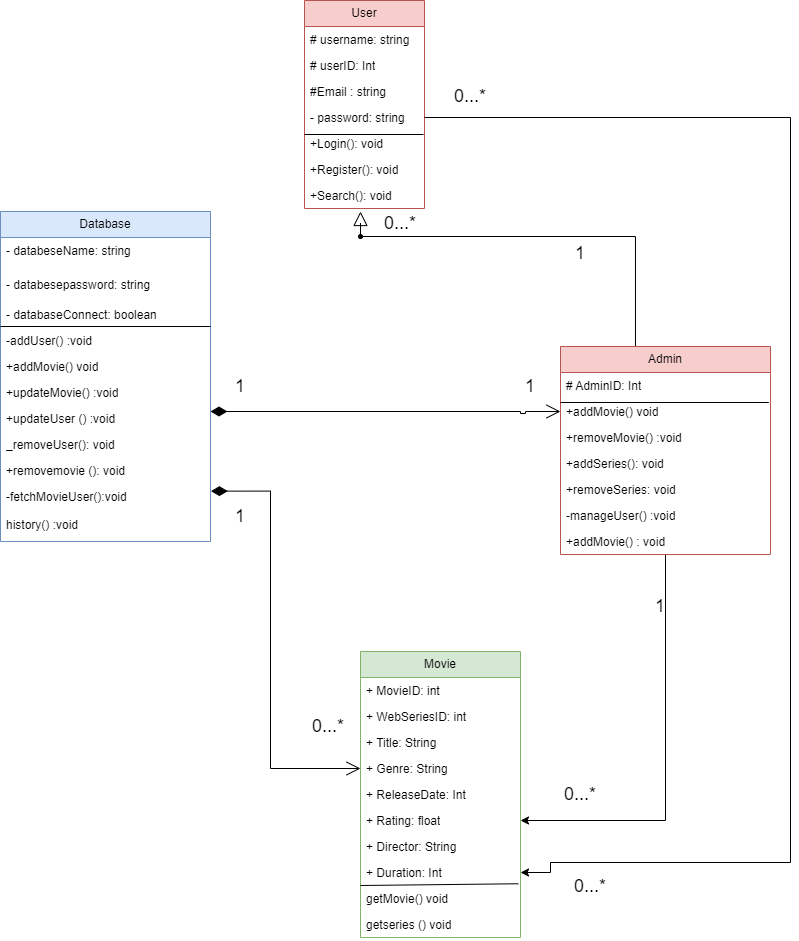 User
# username: string
# userID: Int
#Email : string
- password: string
+Login(): void
+Register(): void
+Search(): void
0...*
0...*
1
Database
- databeseName: string
- databesepassword: string
- databaseConnect: boolean
-addUser() :void
+addMovie() void
+updateMovie() :void
+updateUser () :void
_removeUser(): void
+removemovie (): void
-fetchMovieUser():void
history() :void
1
1
1
Admin
# AdminID: Int
+addMovie() void
+removeMovie() :void
+addSeries(): void
+removeSeries: void
-manageUser() :void
+addMovie() : void
1
0...*
Movie
+ MovieID: int
+ WebSeriesID: int
+ Title: String
+ Genre: String
+ ReleaseDate: Int
+ Rating: float
+ Director: String
+ Duration: Int
getMovie() void
getseries () void
0...*
0...*